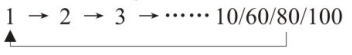 1 → 2 → 3 → ······ 10/60/80/100